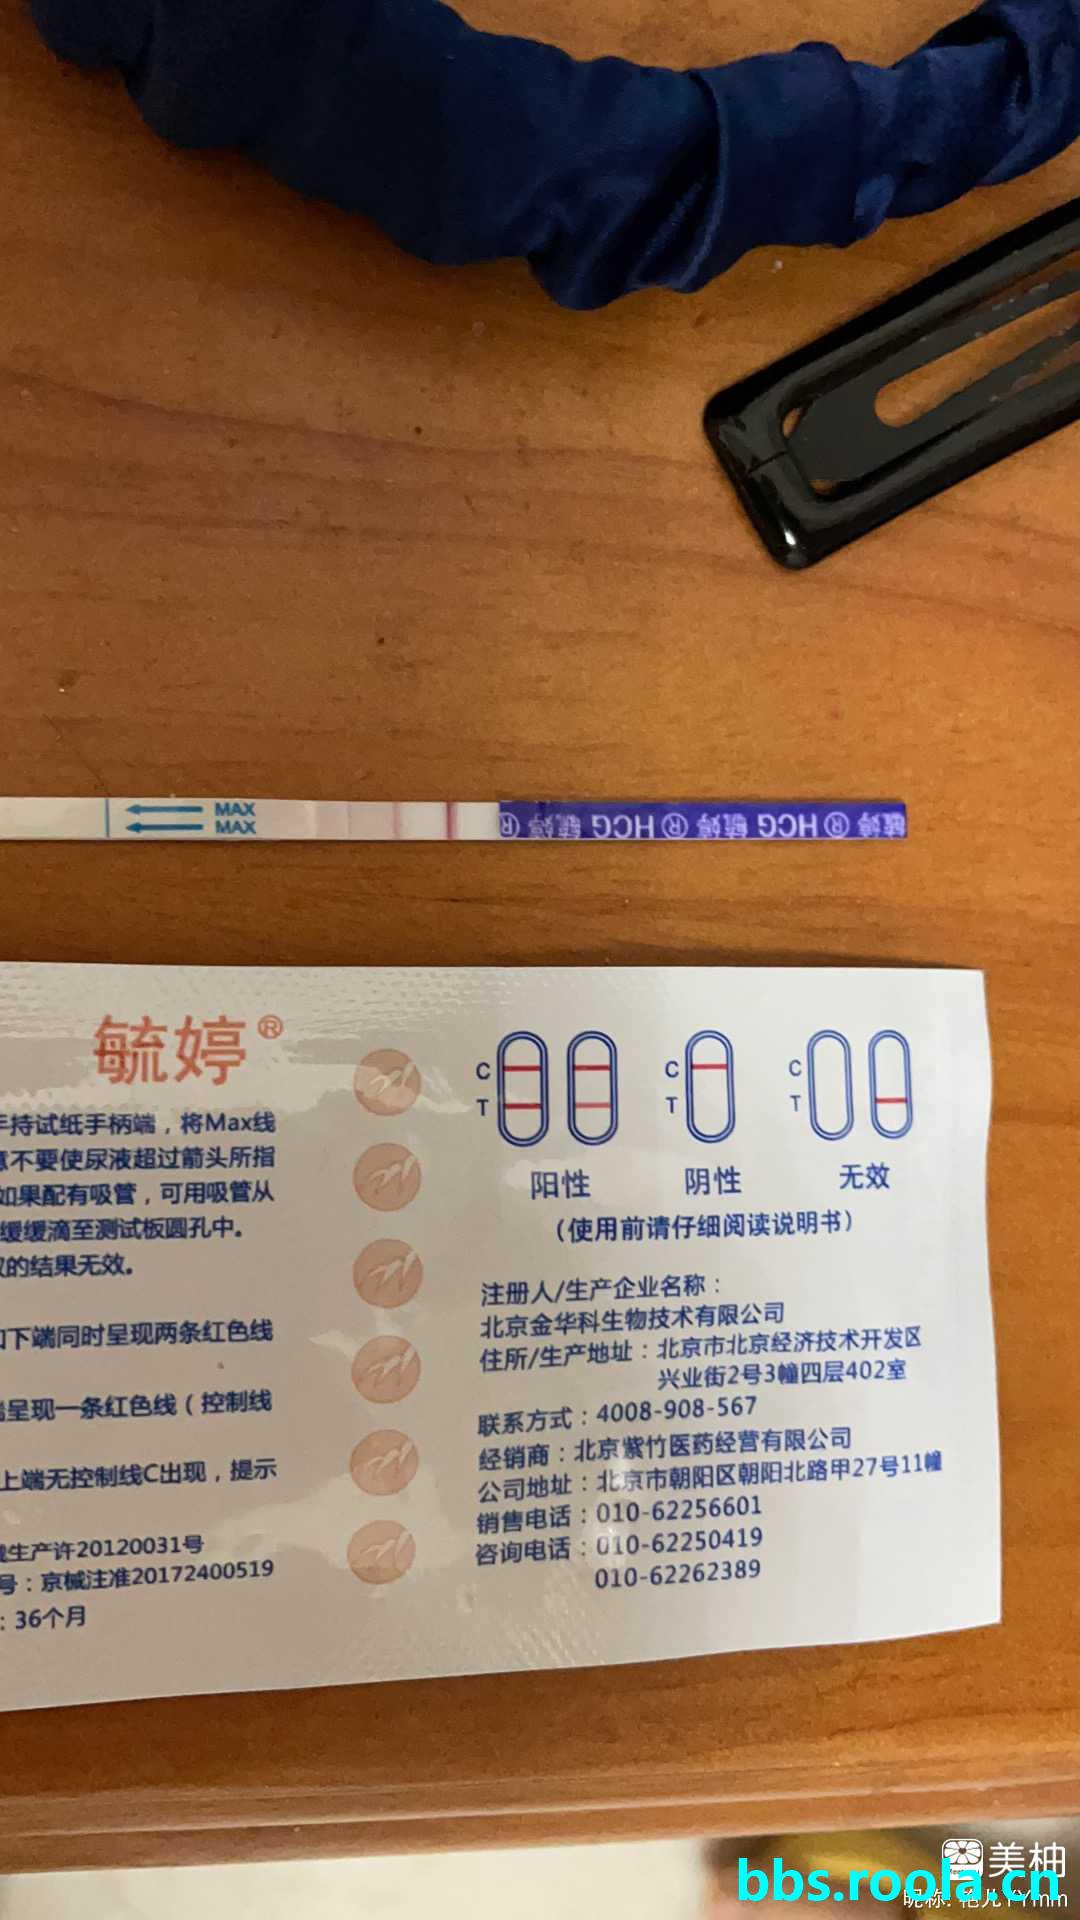 MAX
MAX
毓婷 ® HCG 毓婷 ® HCG 毓婷 ®
毓婷®
手持试纸手柄端，将Max线
意不要使尿液超过箭头所指
如果配有吸管，可用吸管从
缓缓滴至测试板圆孔中。
的结果无效。
下端同时呈现两条红色线
呈现一条红色线（控制线
上端无控制线C出现，提示
生产许20120031号
号：京械注准20172400519
：36个月
C
T
C
T
C
T
阳性
阴性
无效
（使用前请仔细阅读说明书）
注册人/生产企业名称：
北京金华科生物技术有限公司
住所/生产地址：北京市北京经济技术开发区
兴业街2号3幢四层402室
联系方式：4008-908-567
经销商：北京紫竹医药经营有限公司
公司地址：北京市朝阳区朝阳北路甲27号11幢
销售电话：010-62256601
咨询电话：010-62250419
010-62262389
美柚
bbs.roola.cn
昵称: